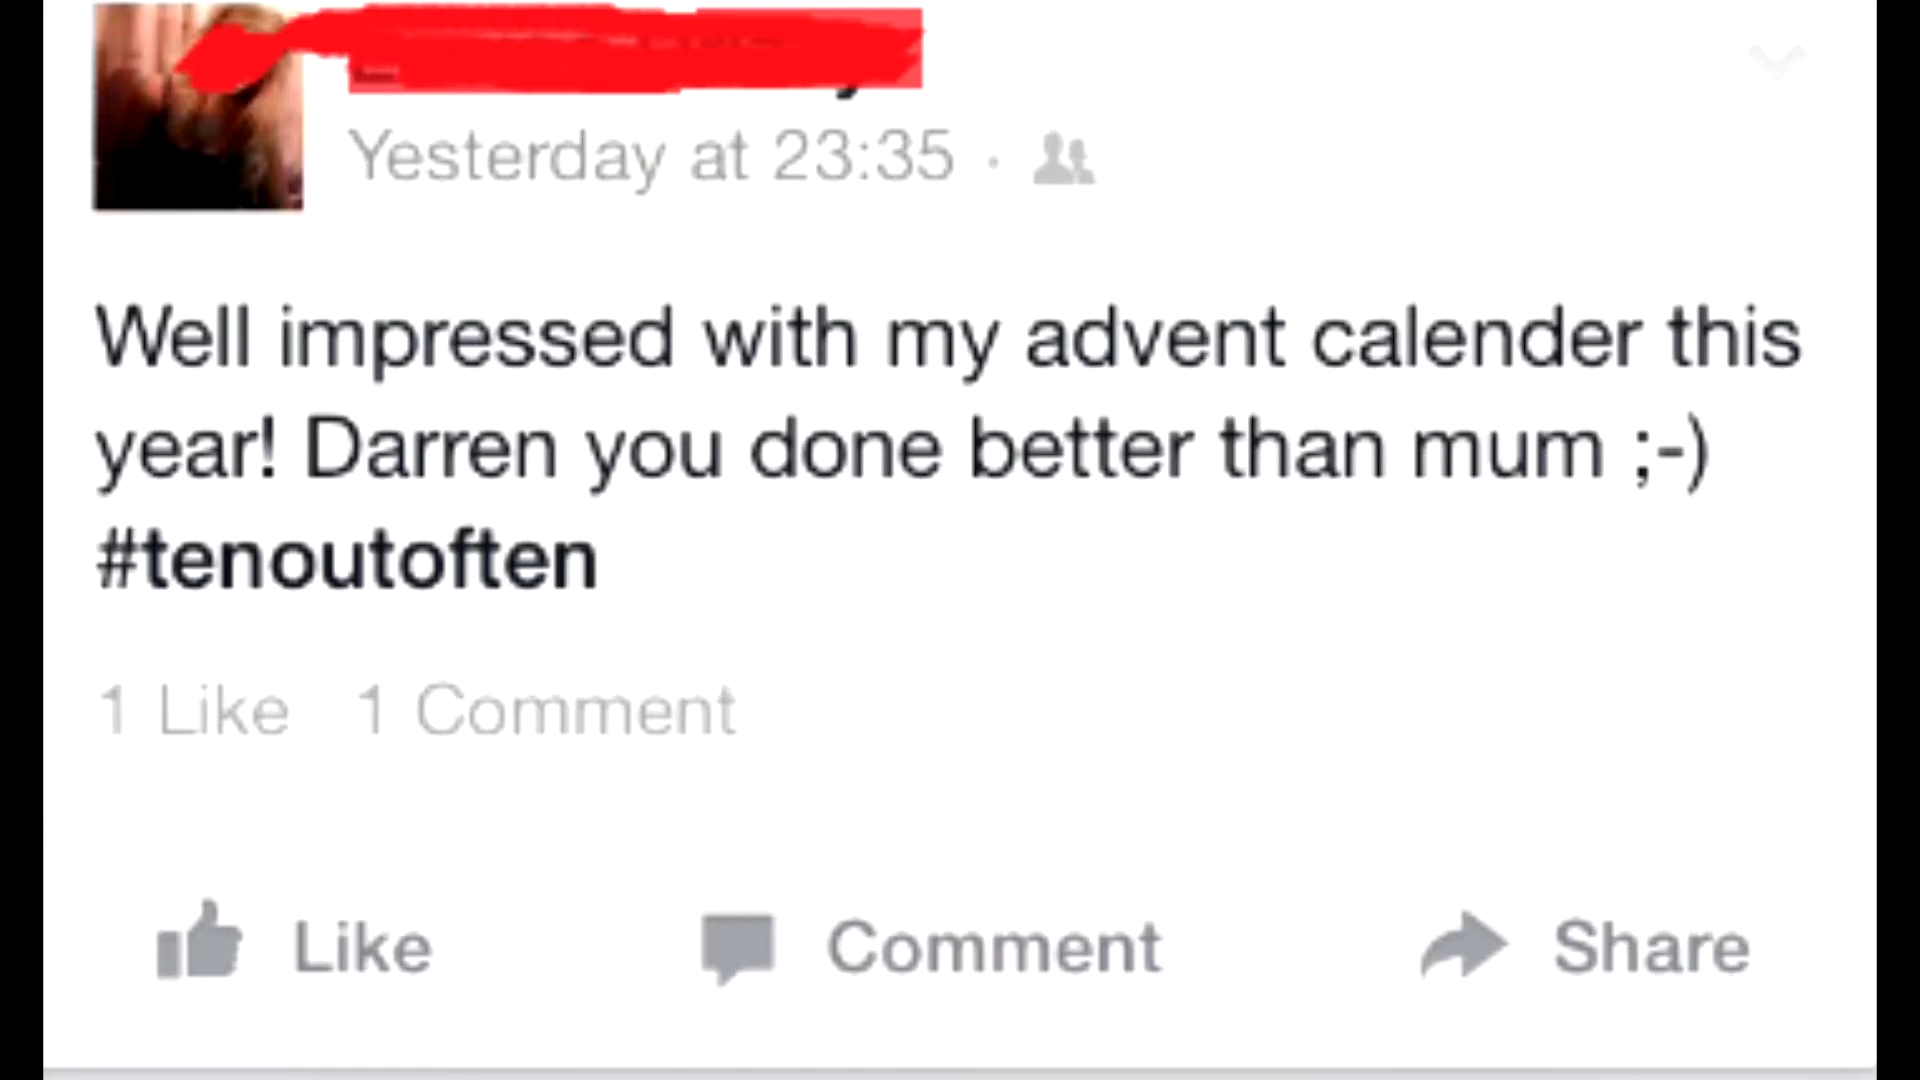 Yesterday at 23:35 ·
Well impressed with my advent calender this
year! Darren you done better than mum ;-)
#tenoutoften
1 Like 1 Comment
Like Comment Share